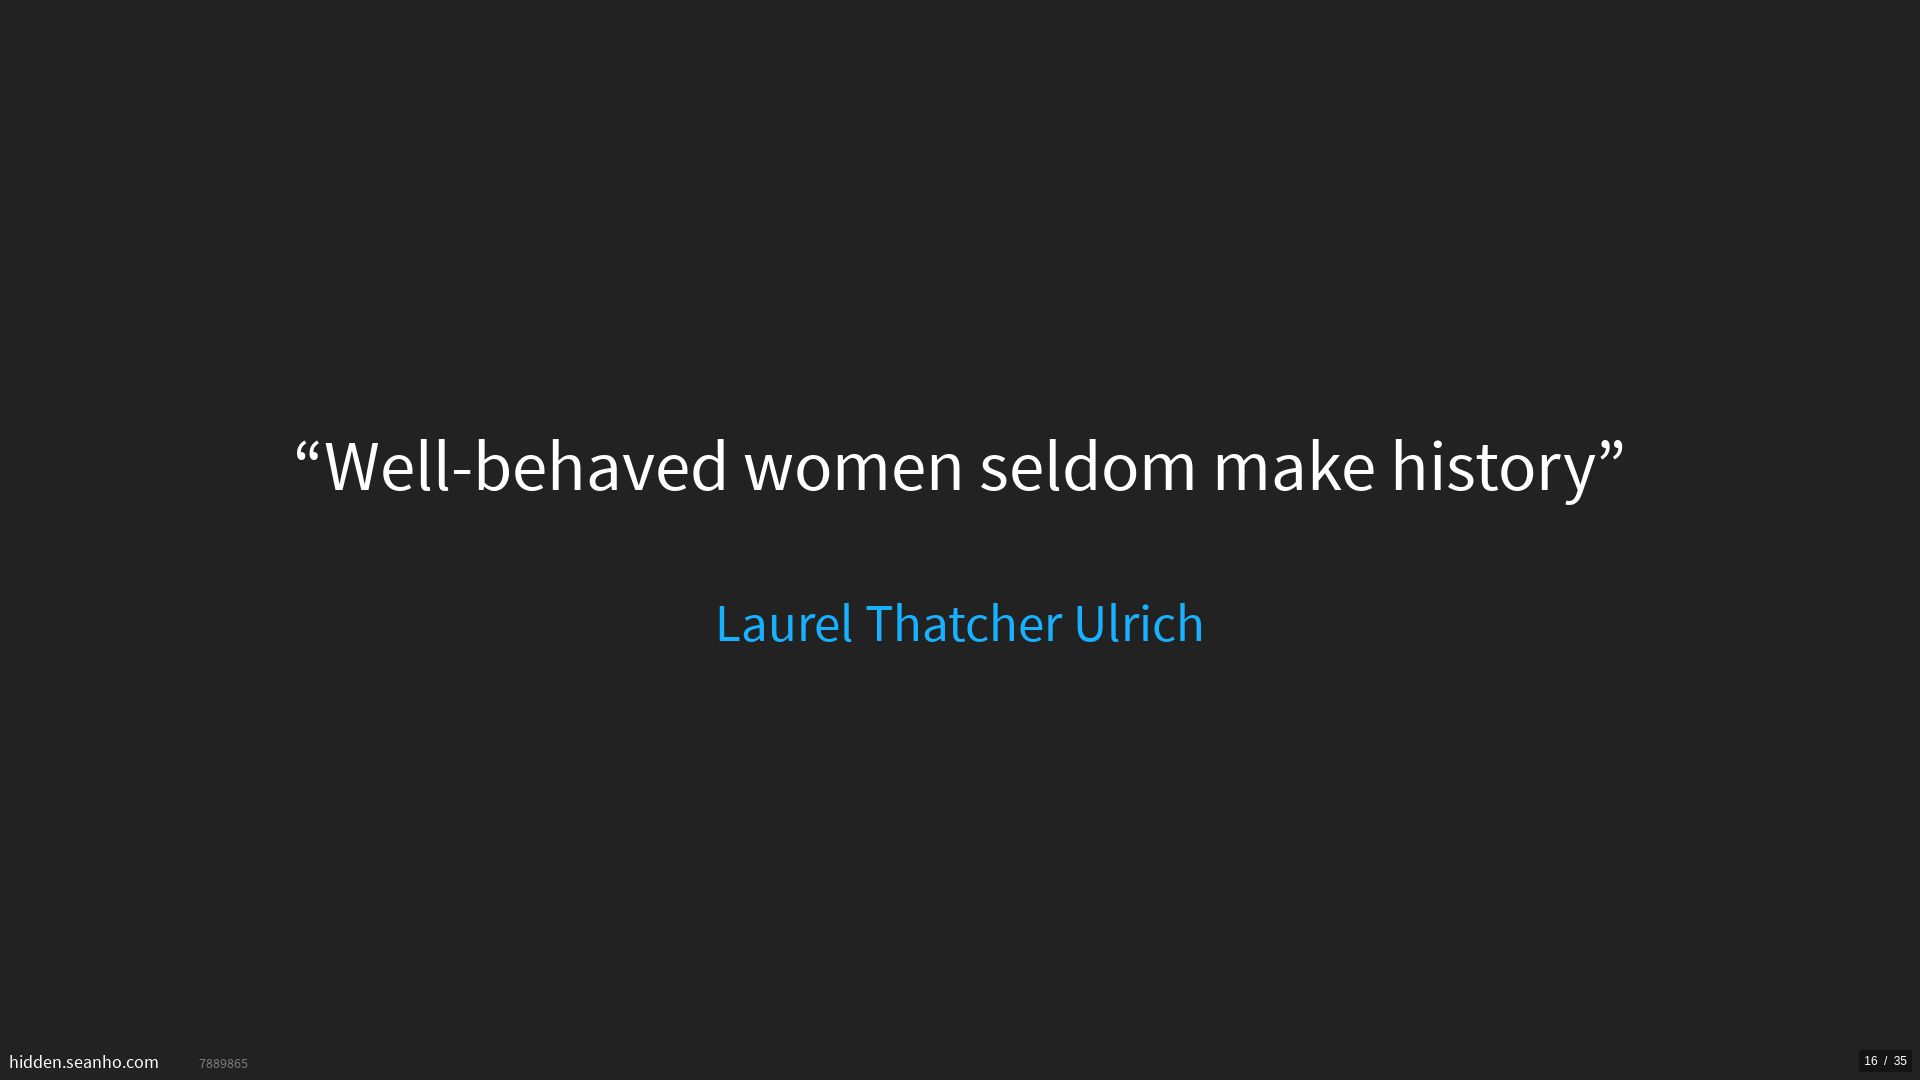 “Well-behaved women seldom make history”
Laurel Thatcher Ulrich
hidden.seanho.com 7889865
16 / 35